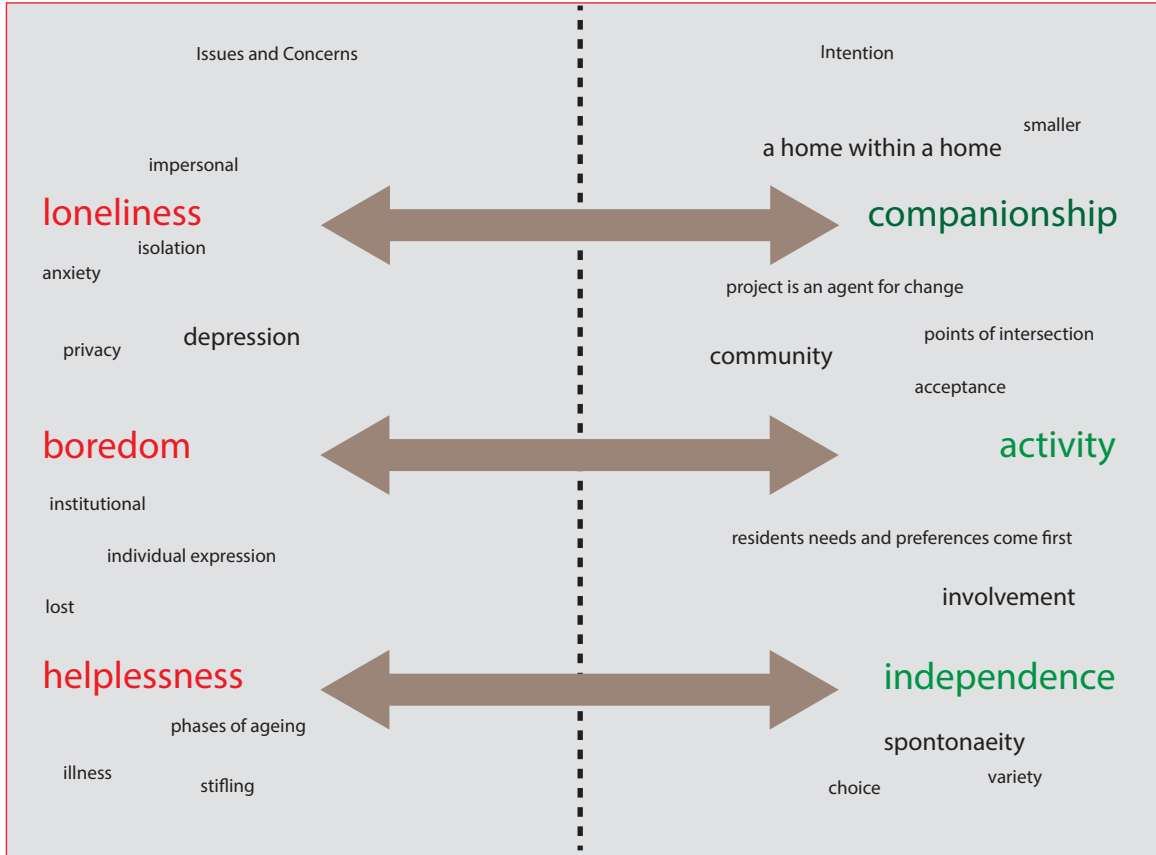 Issues and Concerns
impersonal
loneliness
isolation
anxiety
depression
privacy
boredom
institutional
individual expression
lost
helplessness
phases of ageing
illness
stifling
Intention
smaller
a home within a home
companionship
project is an agent for change
points of intersection
community
acceptance
activity
residents needs and preferences come first
involvement
independence
spontonaeity
variety
choice